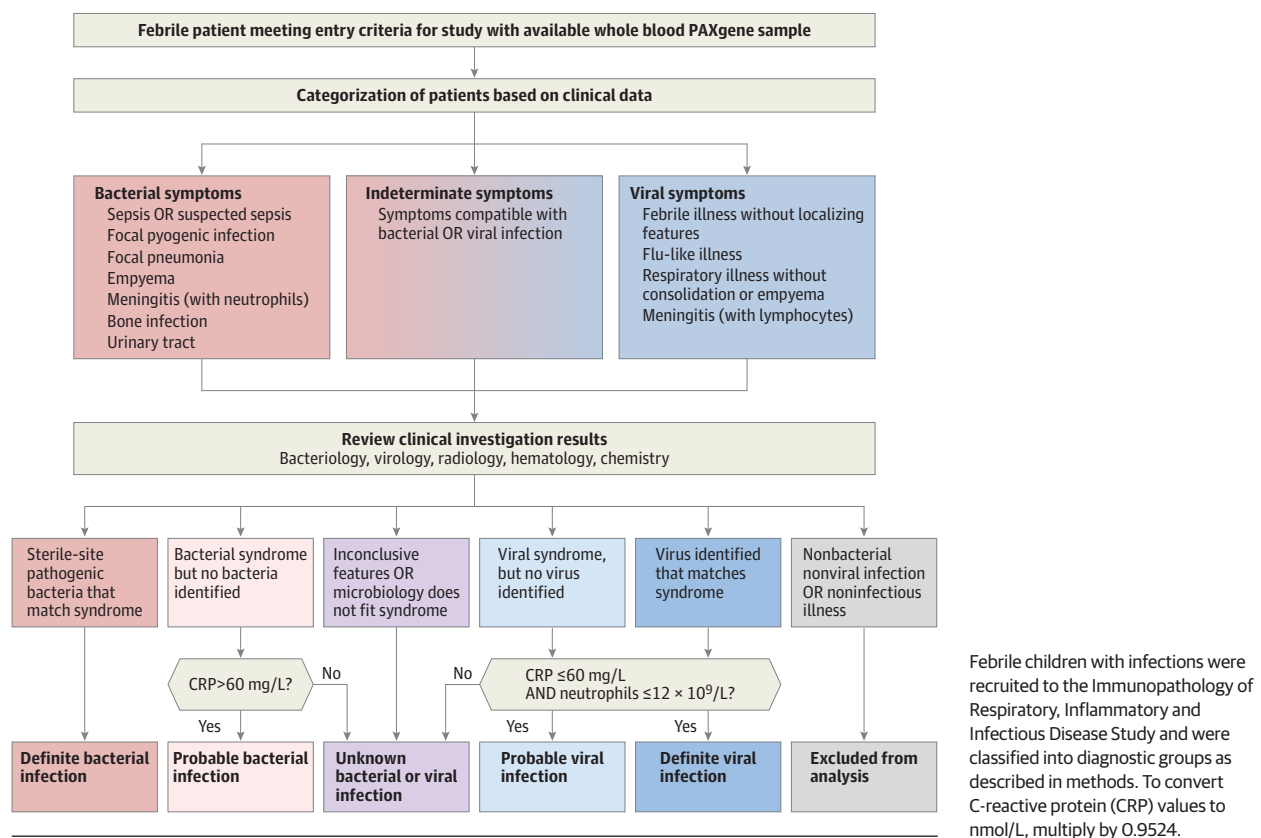 Febrile patient meeting entry criteria for study with available whole blood PAXgene sample
Categorization of patients based on clinical data
Bacterial symptoms
Sepsis OR suspected sepsis
Focal pyogenic infection
Focal pneumonia
Empyema
Meningitis (with neutrophils)
Bone infection
Urinary tract
Indeterminate symptoms
Symptoms compatible with
bacterial OR viral infection
Viral symptoms
Febrile illness without localizing
features
Flu-like illness
Respiratory illness without
consolidation or empyema
Meningitis (with lymphocytes)
Review clinical investigation results
Bacteriology, virology, radiology, hematology, chemistry
Sterile-site
pathogenic
bacteria that
match syndrome
Bacterial syndrome
but no bacteria
identified
Inconclusive
features OR
microbiology does
not fit syndrome
Viral syndrome,
but no virus
identified
Virus identified
that matches
syndrome
Nonbacterial
nonviral infection
OR noninfectious
illness
CRP>60 mg/L?
No
Yes
No
CRP ≤60 mg/L
AND neutrophils ≤12 × 10⁹/L?
Yes
Yes
Definite bacterial
infection
Probable bacterial
infection
Unknown
bacterial or viral
infection
Probable viral
infection
Definite viral
infection
Excluded from
analysis
Febrile children with infections were
recruited to the Immunopathology of
Respiratory, Inflammatory and
Infectious Disease Study and were
classified into diagnostic groups as
described in methods. To convert
C-reactive protein (CRP) values to
nmol/L, multiply by 0.9524.